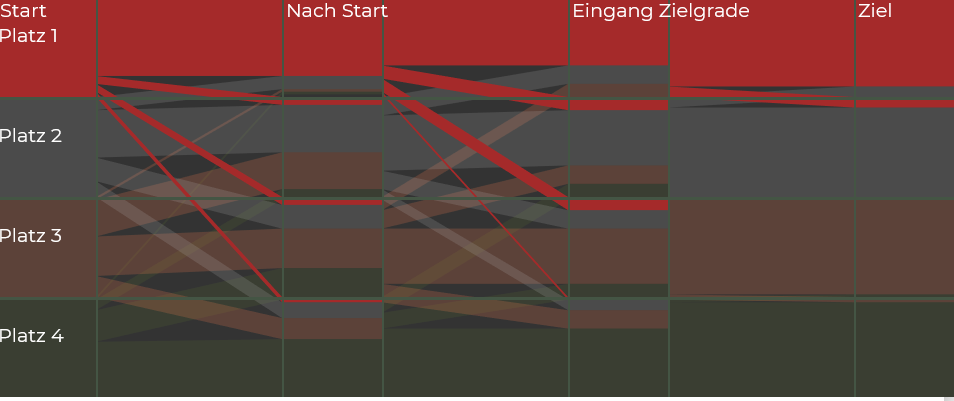 Start
Nach Start
Eingang Zielgrade
Ziel
Platz 1
Platz 2
Platz 3
Platz 4